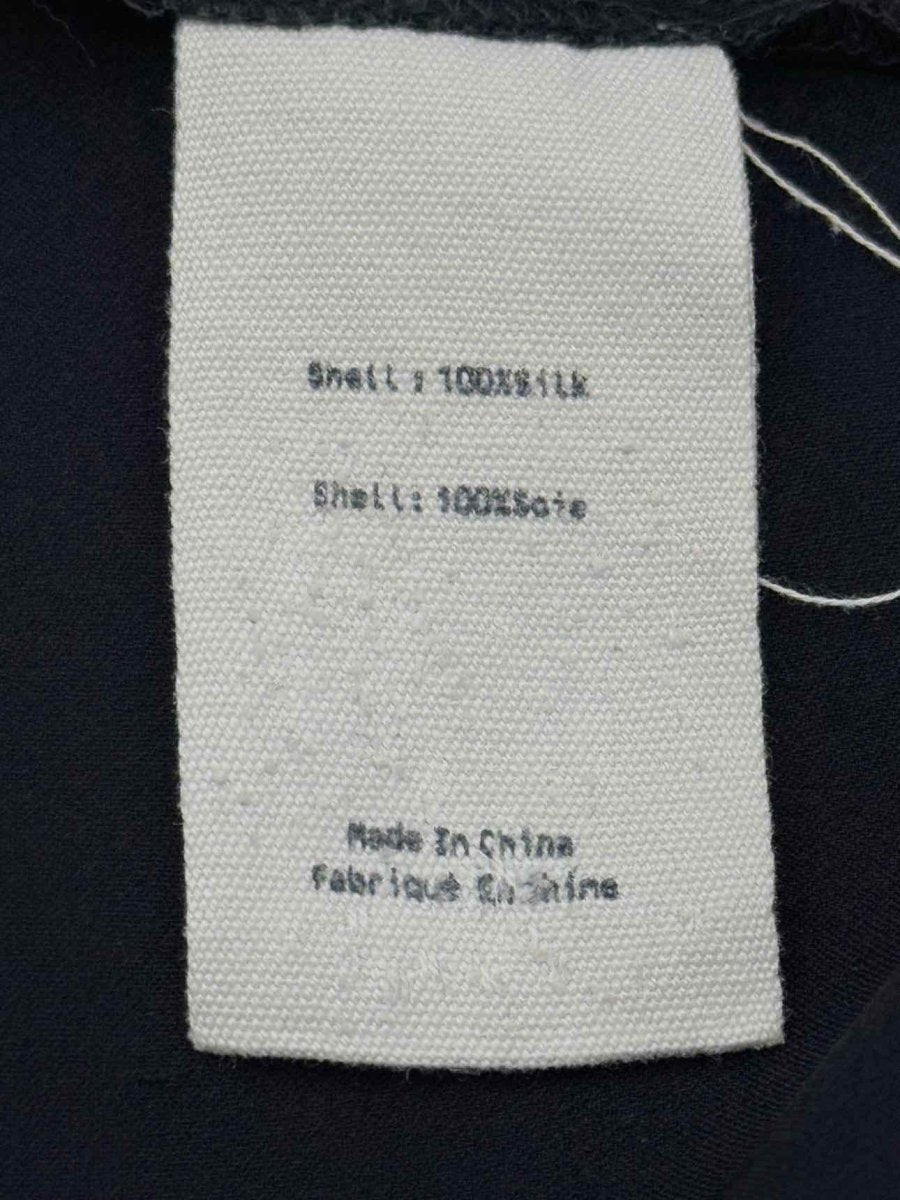 Shell: 100%Silk
Shell: 100%Soie
Made In China
Fabriqué En Chine